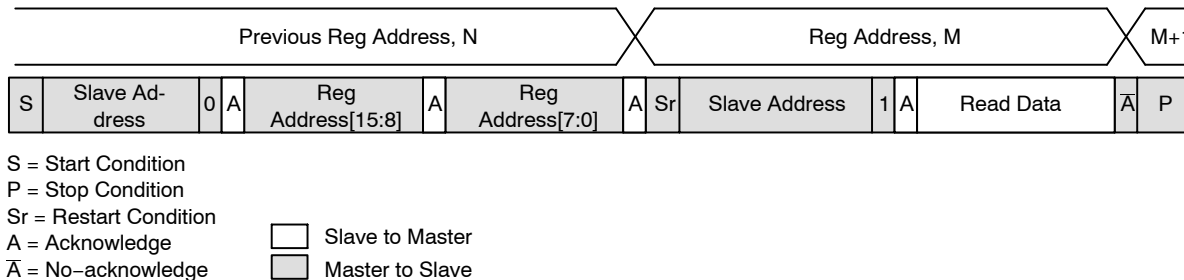 Previous Reg Address, N
Reg Address, M
M+1
S
Slave Ad-
dress
0
A
Reg
Address[15:8]
A
Reg
Address[7:0]
A
Sr
Slave Address
1
A
Read Data
A̅
P
S = Start Condition
P = Stop Condition
Sr = Restart Condition
A = Acknowledge
A̅ = No−acknowledge
Slave to Master
Master to Slave